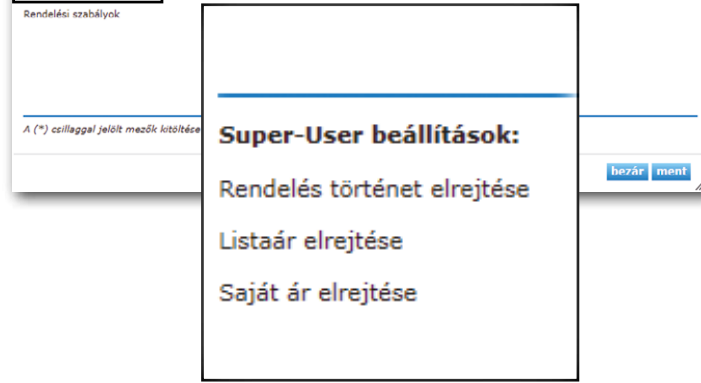 Rendelési szabályok
A (*) csillaggal jelölt mezők kitöltése
Super-User beállítások:
Rendelés történet elrejtése
Listaár elrejtése
Saját ár elrejtése
bezár ment